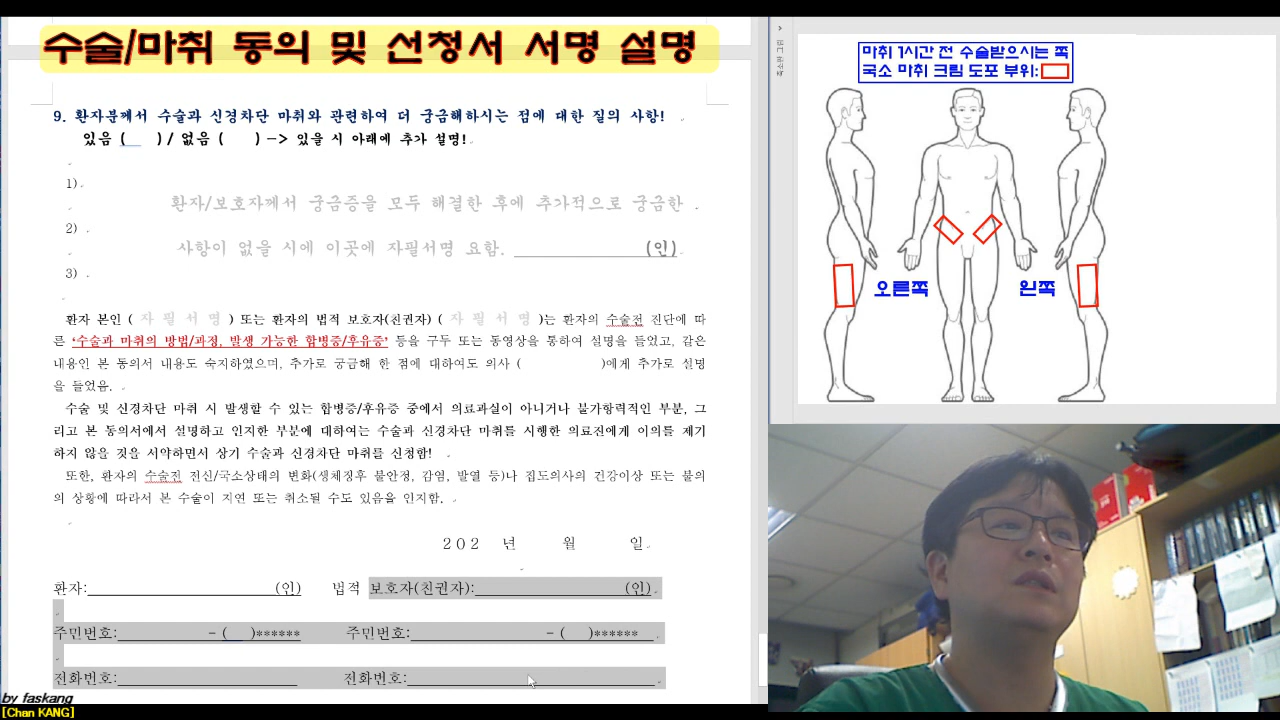 수술/마취 동의 및 신청서 서명 설명
9. 환자분께서 수술과 신경차단 마취와 관련하여 더 궁금해하시는 점에 대한 질의 사항!
있음 (    ) / 없음 (    ) -> 있을 시 아래에 추가 설명!
1)
환자/보호자께서 궁금증을 모두 해결한 후에 추가적으로 궁금한
2)
사항이 없을 시에 이곳에 자필서명 요함. ____________(인)
3)
환자 본인 ( 자 필 서 명 ) 또는 환자의 법적 보호자(친권자) ( 자 필 서 명 )는 환자의 수술전 진단에 따
른 '수술과 마취의 방법/과정, 발생 가능한 합병증/후유증' 등을 구두 또는 동영상을 통하여 설명을 들었고, 같은
내용인 본 동의서 내용도 숙지하였으며, 추가로 궁금해 한 점에 대하여도 의사 (            )에게 추가로 설명
을 들었음.
수술 및 신경차단 마취 시 발생할 수 있는 합병증/후유증 중에서 의료과실이 아니거나 불가항력적인 부분, 그
리고 본 동의서에서 설명하고 인지한 부분에 대하여는 수술과 신경차단 마취를 시행한 의료진에게 이의를 제기
하지 않을 것을 서약하면서 상기 수술과 신경차단 마취를 신청함!
또한, 환자의 수술전 전신/국소상태의 변화(생체징후 불안정, 감염, 발열 등)나 집도의사의 건강이상 또는 불의
의 상황에 따라서 본 수술이 지연 또는 취소될 수도 있음을 인지함.
202  년    월    일
환자:____________(인)  법적 보호자(친권자):____________(인)
주민번호:________ - (   )******  주민번호:____________ - (   )******
전화번호:____________  전화번호:____________
by faskang
[Chan KANG]
마취 1시간 전 수술받으시는 쪽
국소 마취 크림 도포 부위:
오른쪽
왼쪽